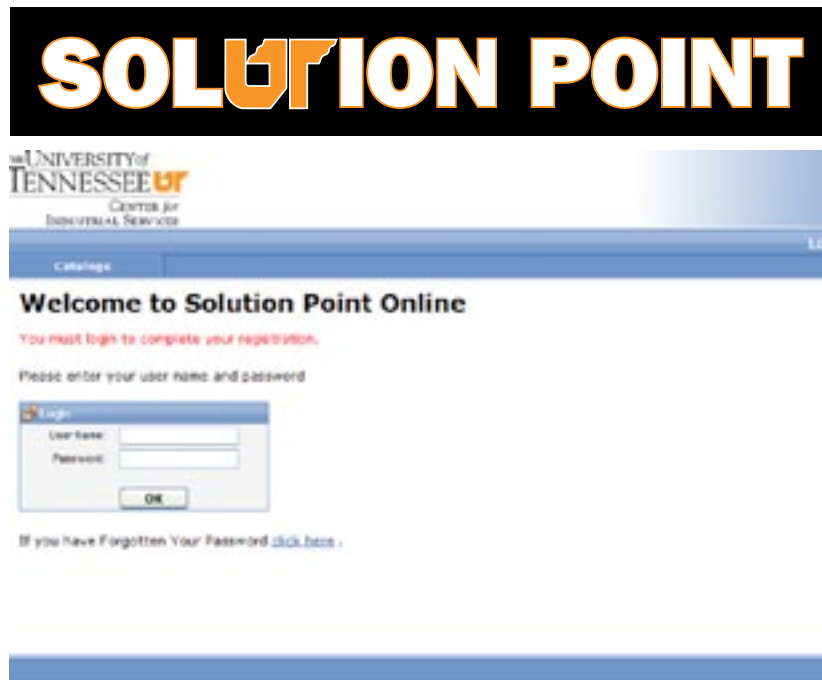 SOLUTION POINT
THE UNIVERSITY of
TENNESSEE UT
CENTER for
INDUSTRIAL SERVICES
Lo
Catalogs
Welcome to Solution Point Online
You must login to complete your registration.
Please enter your user name and password
Login
User Name:
Password:
OK
If you have Forgotten Your Password click here .